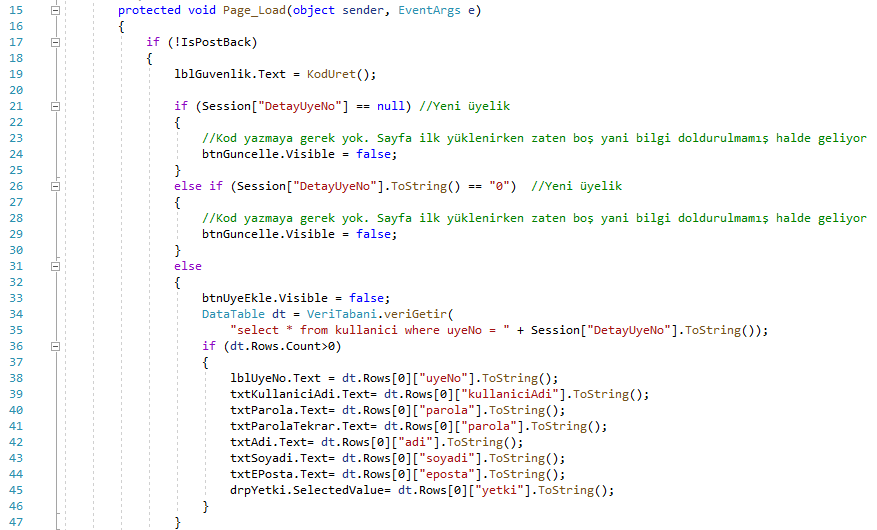 15 protected void Page_Load(object sender, EventArgs e)
16 {
17 if (!IsPostBack)
18 {
19 lblGuvenlik.Text = KodUret();
20
21 if (Session["DetayUyeNo"] == null) //Yeni üyelik
22 {
23 //Kod yazmaya gerek yok. Sayfa ilk yüklenirken zaten boş yani bilgi doldurulmamış halde geliyor
24 btnGuncelle.Visible = false;
25 }
26 else if (Session["DetayUyeNo"].ToString() == "0") //Yeni üyelik
27 {
28 //Kod yazmaya gerek yok. Sayfa ilk yüklenirken zaten boş yani bilgi doldurulmamış halde geliyor
29 btnGuncelle.Visible = false;
30 }
31 else
32 {
33 btnUyeEkle.Visible = false;
34 DataTable dt = VeriTabani.veriGetir(
35 "select * from kullanici where uyeNo = " + Session["DetayUyeNo"].ToString());
36 if (dt.Rows.Count>0)
37 {
38 lblUyeNo.Text = dt.Rows[0]["uyeNo"].ToString();
39 txtKullaniciAdi.Text= dt.Rows[0]["kullaniciAdi"].ToString();
40 txtParola.Text= dt.Rows[0]["parola"].ToString();
41 txtParolaTekrar.Text= dt.Rows[0]["parola"].ToString();
42 txtAdi.Text= dt.Rows[0]["adi"].ToString();
43 txtSoyadi.Text= dt.Rows[0]["soyadi"].ToString();
44 txtEPosta.Text= dt.Rows[0]["eposta"].ToString();
45 drpYetki.SelectedValue= dt.Rows[0]["yetki"].ToString();
46 }
47 }